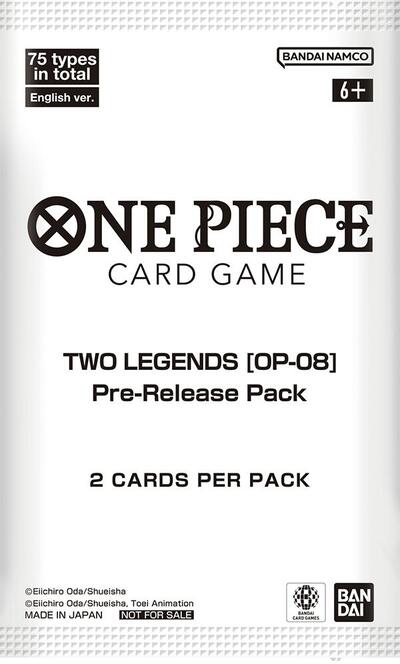 75 types
in total
English ver.
BANDAI NAMCO
6+
ONE PIECE
CARD GAME
TWO LEGENDS [OP-08]
Pre-Release Pack
2 CARDS PER PACK
©Eiichiro Oda/Shueisha
©Eiichiro Oda/Shueisha, Toei Animation
MADE IN JAPAN NOT FOR SALE
BANDAI
CARD GAMES
BAN
DAI